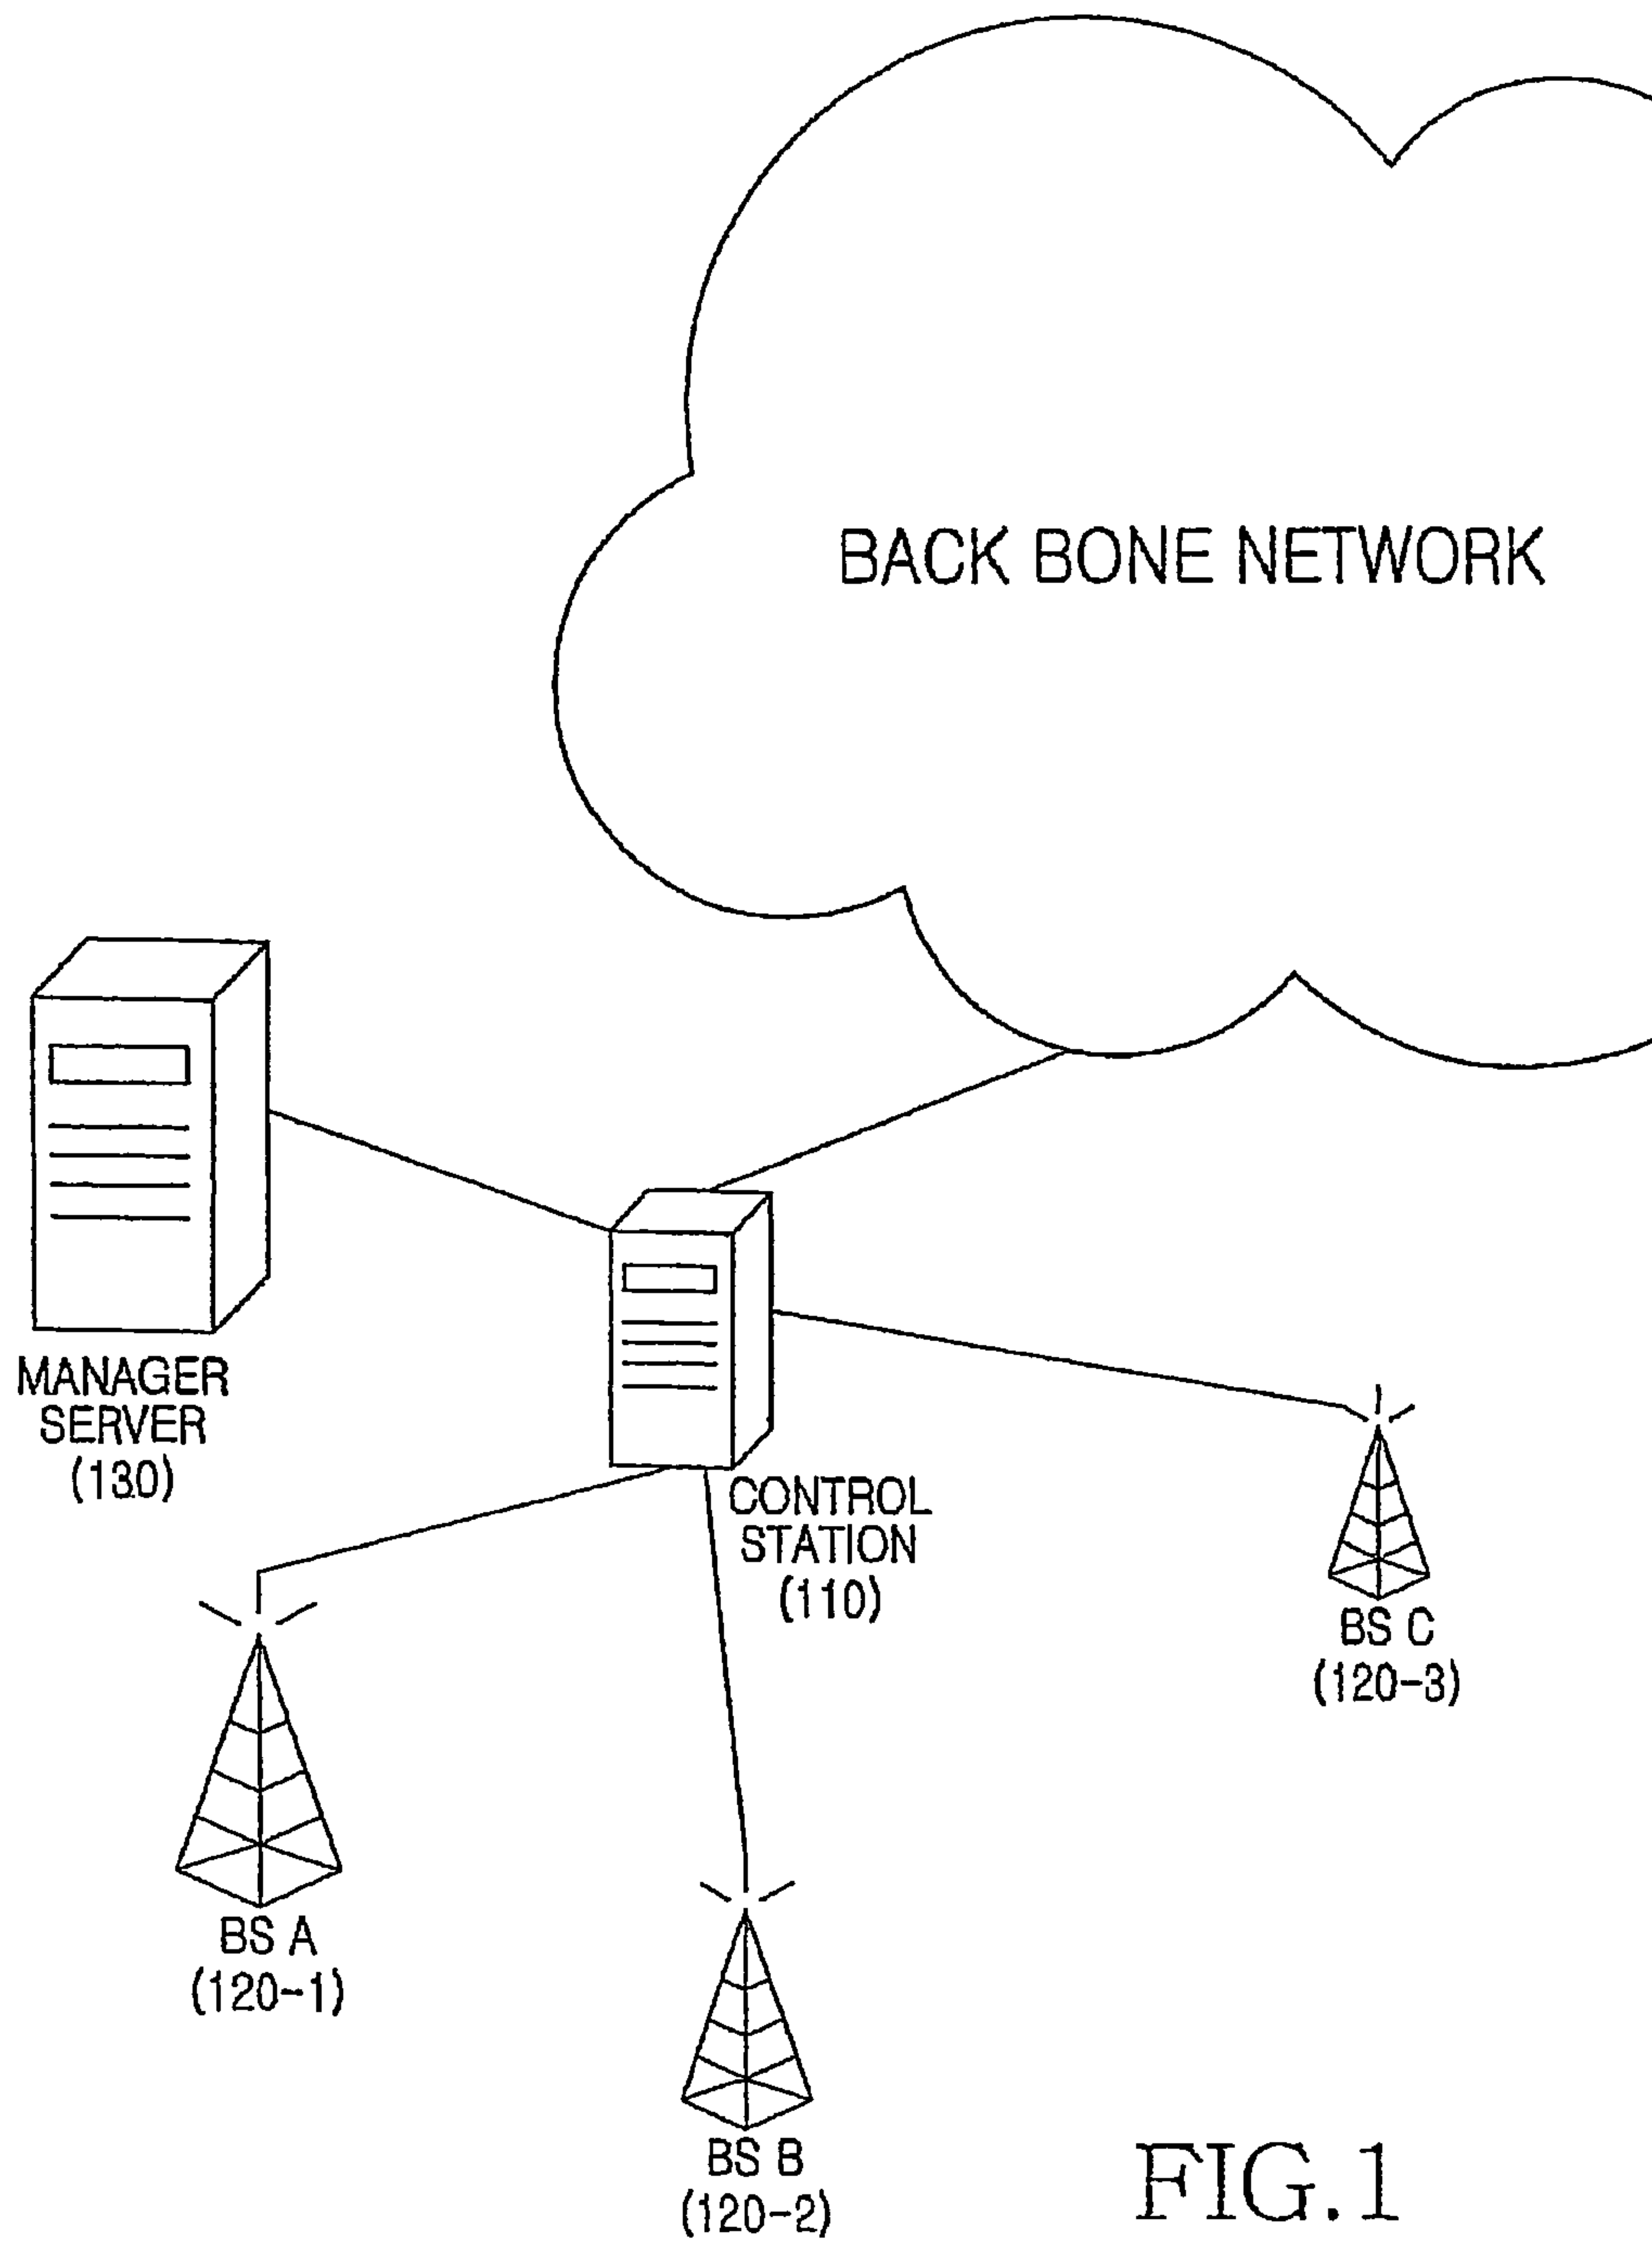 BACK BONE NETWORK
MANAGER
SERVER
(130)
CONTROL
STATION
(110)
BS C
(120-3)
BS A
(120-1)
BS B
(120-2)
FIG.1